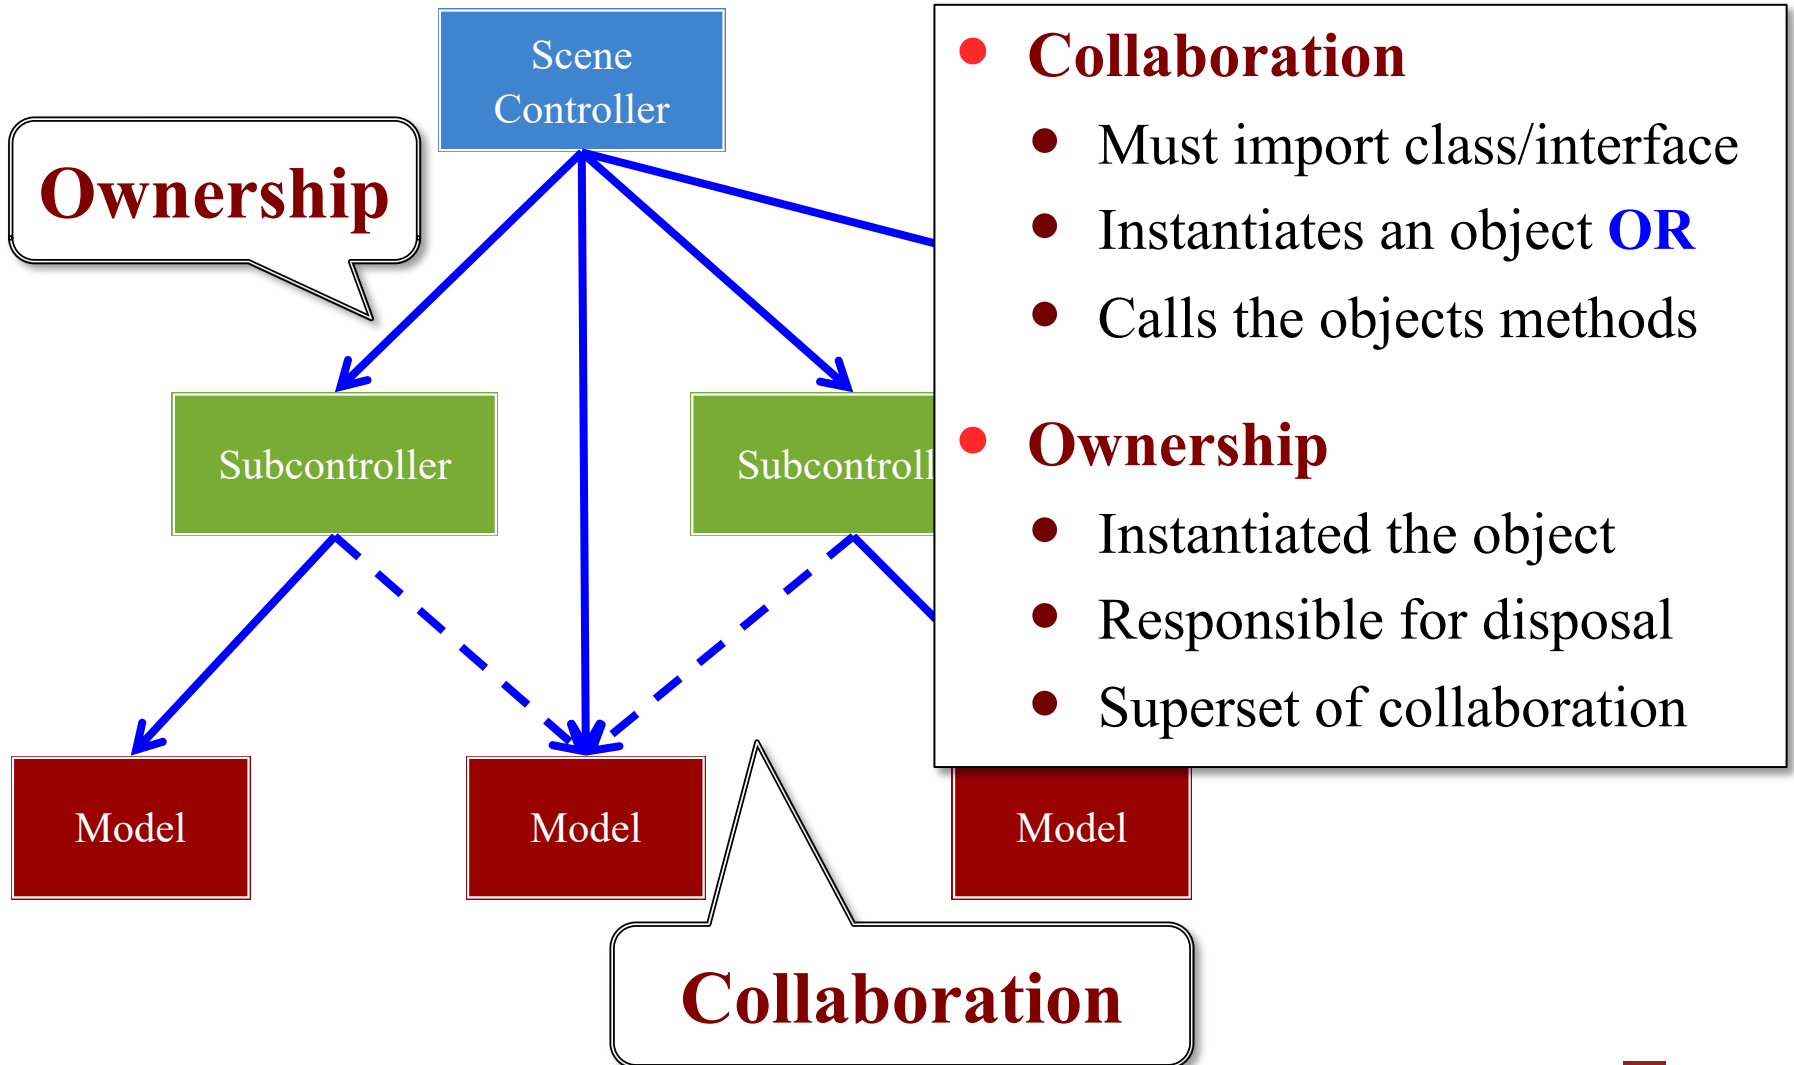 Scene
Controller
Ownership
Subcontroller
Subcontroll
Model
Model
Model
Collaboration
• Collaboration
• Must import class/interface
• Instantiates an object OR
• Calls the objects methods
• Ownership
• Instantiated the object
• Responsible for disposal
• Superset of collaboration